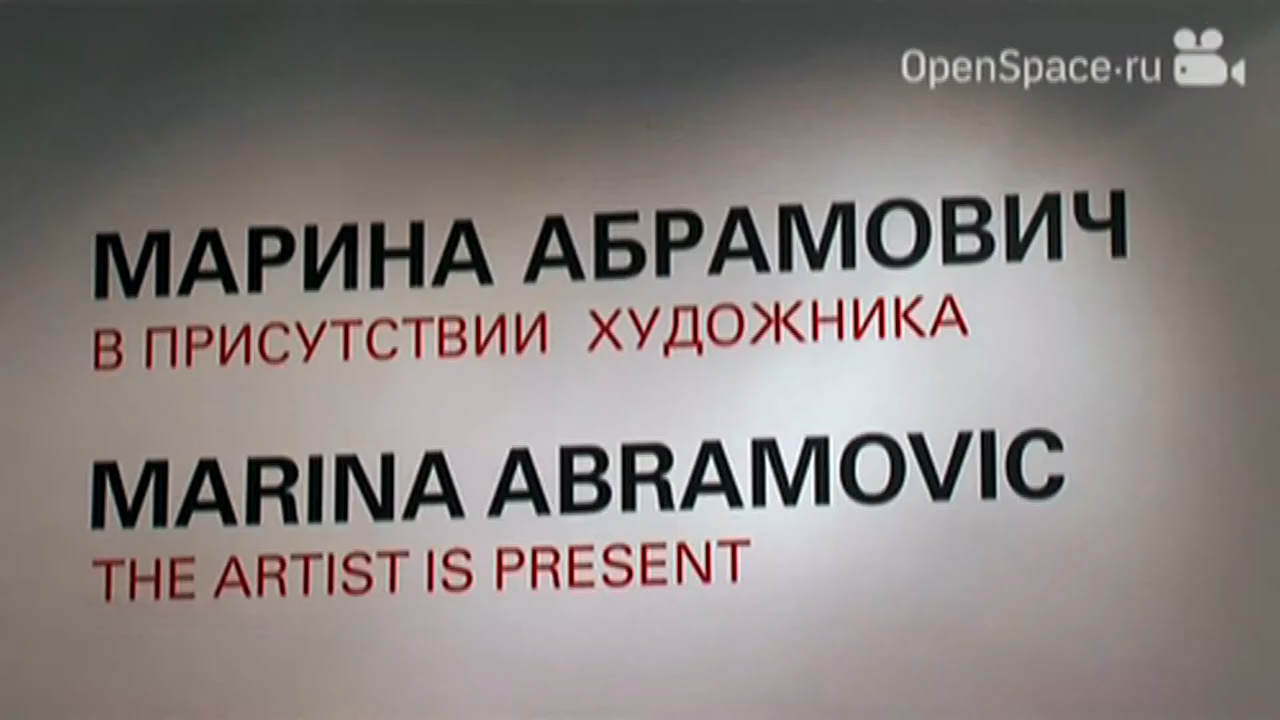 OpenSpace.ru
МАРИНА АБРАМОВИЧ
В ПРИСУТСТВИИ ХУДОЖНИКА
MARINA ABRAMOVIC
THE ARTIST IS PRESENT